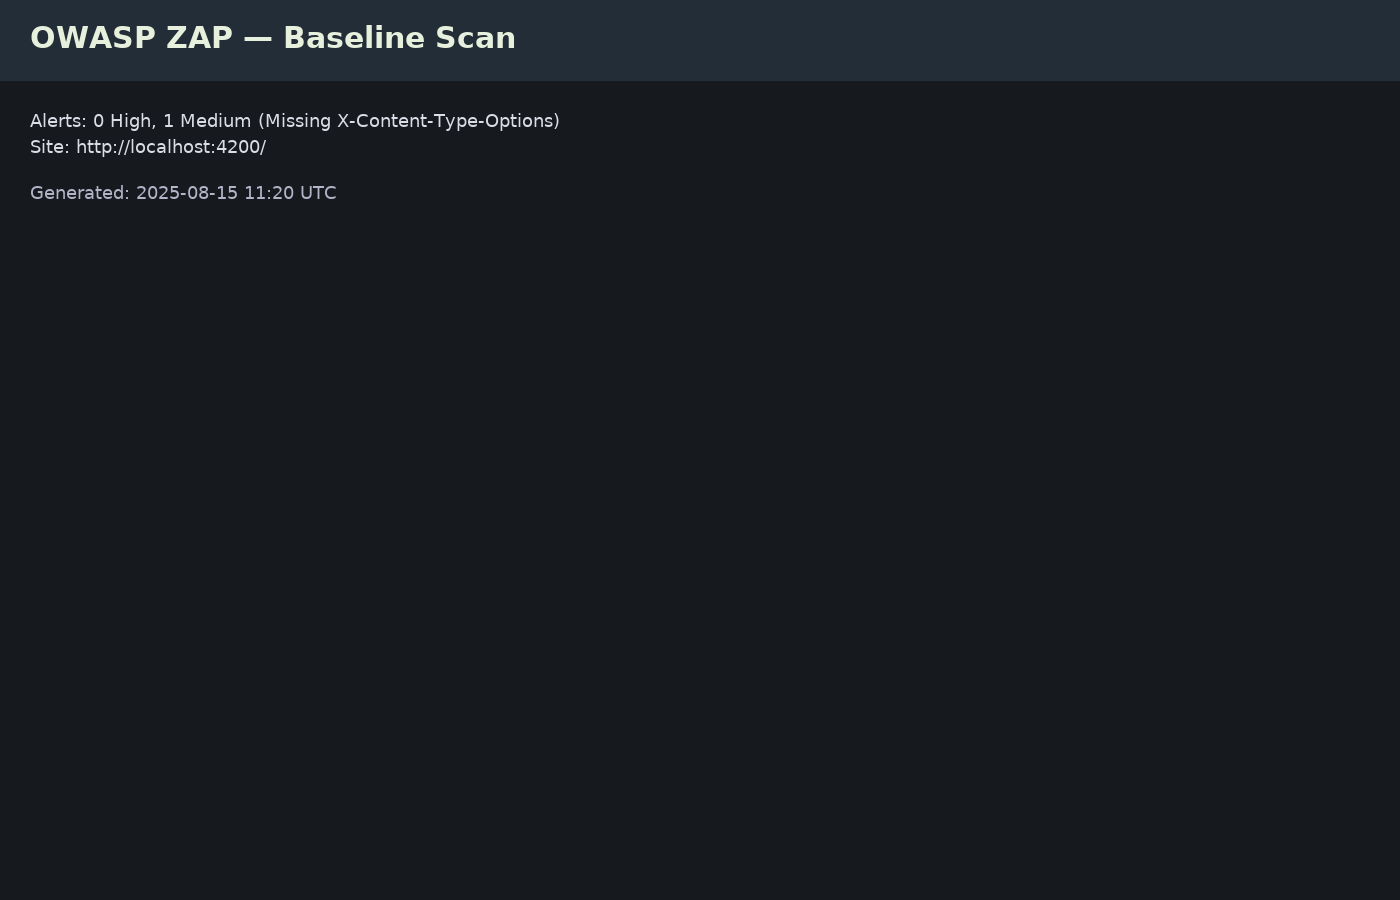 OWASP ZAP — Baseline Scan
Alerts: 0 High, 1 Medium (Missing X-Content-Type-Options)
Site: http://localhost:4200/
Generated: 2025-08-15 11:20 UTC